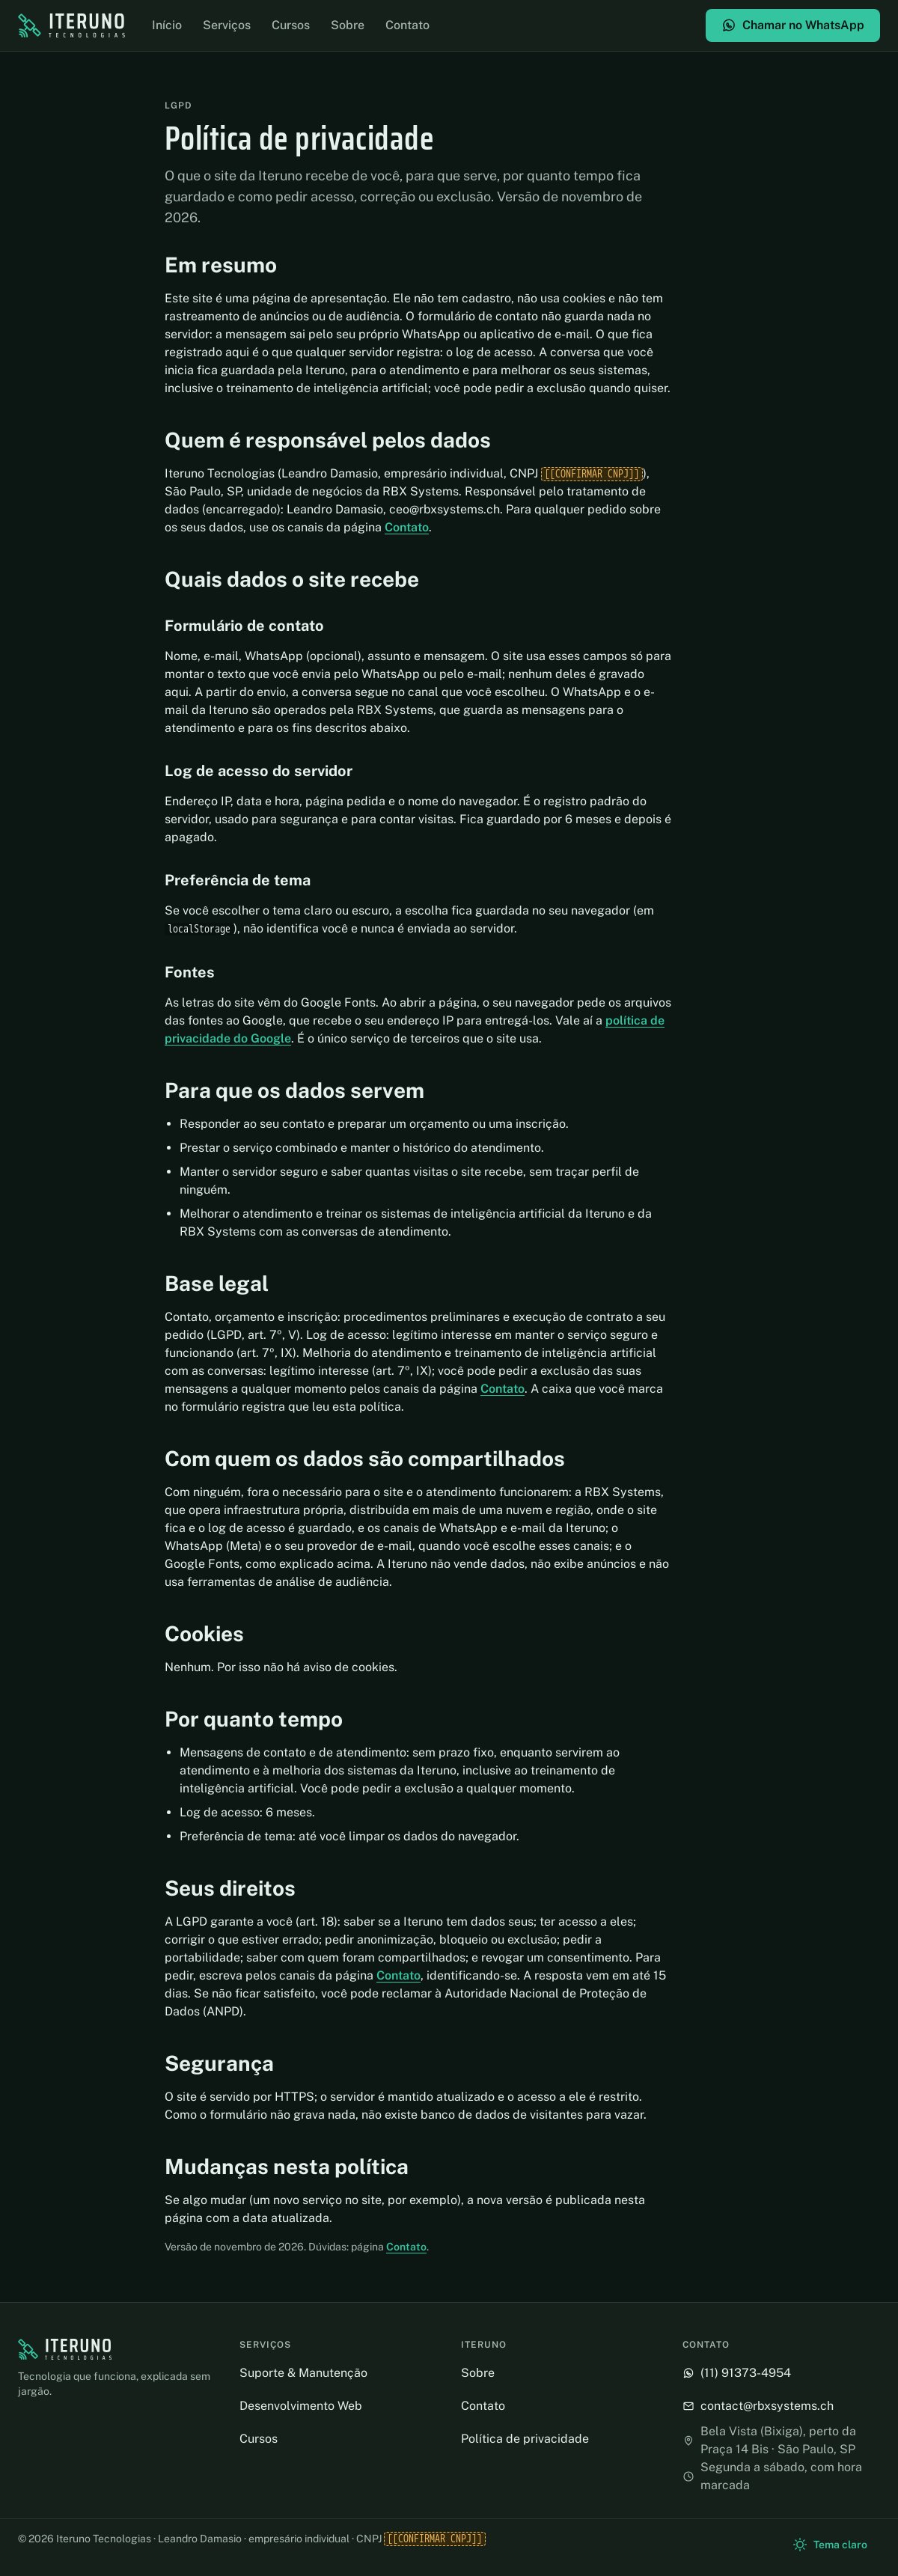 ITERUNO
TECNOLOGIAS
Início
Serviços
Cursos
Sobre
Contato
Chamar no WhatsApp
LGPD
Política de privacidade
O que o site da Iteruno recebe de você, para que serve, por quanto tempo fica
guardado e como pedir acesso, correção ou exclusão. Versão de novembro de
2026.
Em resumo
Este site é uma página de apresentação. Ele não tem cadastro, não usa cookies e não tem
rastreamento de anúncios ou de audiência. O formulário de contato não guarda nada no
servidor: a mensagem sai pelo seu próprio WhatsApp ou aplicativo de e-mail. O que fica
registrado aqui é o que qualquer servidor registra: o log de acesso. A conversa que você
inicia fica guardada pela Iteruno, para o atendimento e para melhorar os seus sistemas,
inclusive o treinamento de inteligência artificial; você pode pedir a exclusão quando quiser.
Quem é responsável pelos dados
Iteruno Tecnologias (Leandro Damasio, empresário individual, CNPJ [[CONFIRMAR CNPJ]]),
São Paulo, SP, unidade de negócios da RBX Systems. Responsável pelo tratamento de
dados (encarregado): Leandro Damasio, ceo@rbxsystems.ch. Para qualquer pedido sobre
os seus dados, use os canais da página Contato.
Quais dados o site recebe
Formulário de contato
Nome, e-mail, WhatsApp (opcional), assunto e mensagem. O site usa esses campos só para
montar o texto que você envia pelo WhatsApp ou pelo e-mail; nenhum deles é gravado
aqui. A partir do envio, a conversa segue no canal que você escolheu. O WhatsApp e o e-
mail da Iteruno são operados pela RBX Systems, que guarda as mensagens para o
atendimento e para os fins descritos abaixo.
Log de acesso do servidor
Endereço IP, data e hora, página pedida e o nome do navegador. É o registro padrão do
servidor, usado para segurança e para contar visitas. Fica guardado por 6 meses e depois é
apagado.
Preferência de tema
Se você escolher o tema claro ou escuro, a escolha fica guardada no seu navegador (em
localStorage), não identifica você e nunca é enviada ao servidor.
Fontes
As letras do site vêm do Google Fonts. Ao abrir a página, o seu navegador pede os arquivos
das fontes ao Google, que recebe o seu endereço IP para entregá-los. Vale aí a política de
privacidade do Google. É o único serviço de terceiros que o site usa.
Para que os dados servem
• Responder ao seu contato e preparar um orçamento ou uma inscrição.
• Prestar o serviço combinado e manter o histórico do atendimento.
• Manter o servidor seguro e saber quantas visitas o site recebe, sem traçar perfil de
ninguém.
• Melhorar o atendimento e treinar os sistemas de inteligência artificial da Iteruno e da
RBX Systems com as conversas de atendimento.
Base legal
Contato, orçamento e inscrição: procedimentos preliminares e execução de contrato a seu
pedido (LGPD, art. 7º, V). Log de acesso: legítimo interesse em manter o serviço seguro e
funcionando (art. 7º, IX). Melhoria do atendimento e treinamento de inteligência artificial
com as conversas: legítimo interesse (art. 7º, IX); você pode pedir a exclusão das suas
mensagens a qualquer momento pelos canais da página Contato. A caixa que você marca
no formulário registra que leu esta política.
Com quem os dados são compartilhados
Com ninguém, fora o necessário para o site e o atendimento funcionarem: a RBX Systems,
que opera infraestrutura própria, distribuída em mais de uma nuvem e região, onde o site
fica e o log de acesso é guardado, e os canais de WhatsApp e e-mail da Iteruno; o
WhatsApp (Meta) e o seu provedor de e-mail, quando você escolhe esses canais; e o
Google Fonts, como explicado acima. A Iteruno não vende dados, não exibe anúncios e não
usa ferramentas de análise de audiência.
Cookies
Nenhum. Por isso não há aviso de cookies.
Por quanto tempo
• Mensagens de contato e de atendimento: sem prazo fixo, enquanto servirem ao
atendimento e à melhoria dos sistemas da Iteruno, inclusive ao treinamento de
inteligência artificial. Você pode pedir a exclusão a qualquer momento.
• Log de acesso: 6 meses.
• Preferência de tema: até você limpar os dados do navegador.
Seus direitos
A LGPD garante a você (art. 18): saber se a Iteruno tem dados seus; ter acesso a eles;
corrigir o que estiver errado; pedir anonimização, bloqueio ou exclusão; pedir a
portabilidade; saber com quem foram compartilhados; e revogar um consentimento. Para
pedir, escreva pelos canais da página Contato, identificando-se. A resposta vem em até 15
dias. Se não ficar satisfeito, você pode reclamar à Autoridade Nacional de Proteção de
Dados (ANPD).
Segurança
O site é servido por HTTPS; o servidor é mantido atualizado e o acesso a ele é restrito.
Como o formulário não grava nada, não existe banco de dados de visitantes para vazar.
Mudanças nesta política
Se algo mudar (um novo serviço no site, por exemplo), a nova versão é publicada nesta
página com a data atualizada.
Versão de novembro de 2026. Dúvidas: página Contato.
ITERUNO
TECNOLOGIAS
Tecnologia que funciona, explicada sem
jargão.
SERVIÇOS
Suporte & Manutenção
Desenvolvimento Web
Cursos
ITERUNO
Sobre
Contato
Política de privacidade
CONTATO
(11) 91373-4954
contact@rbxsystems.ch
Bela Vista (Bixiga), perto da
Praça 14 Bis · São Paulo, SP
Segunda a sábado, com hora
marcada
© 2026 Iteruno Tecnologias · Leandro Damasio · empresário individual · CNPJ [[CONFIRMAR CNPJ]]
Tema claro